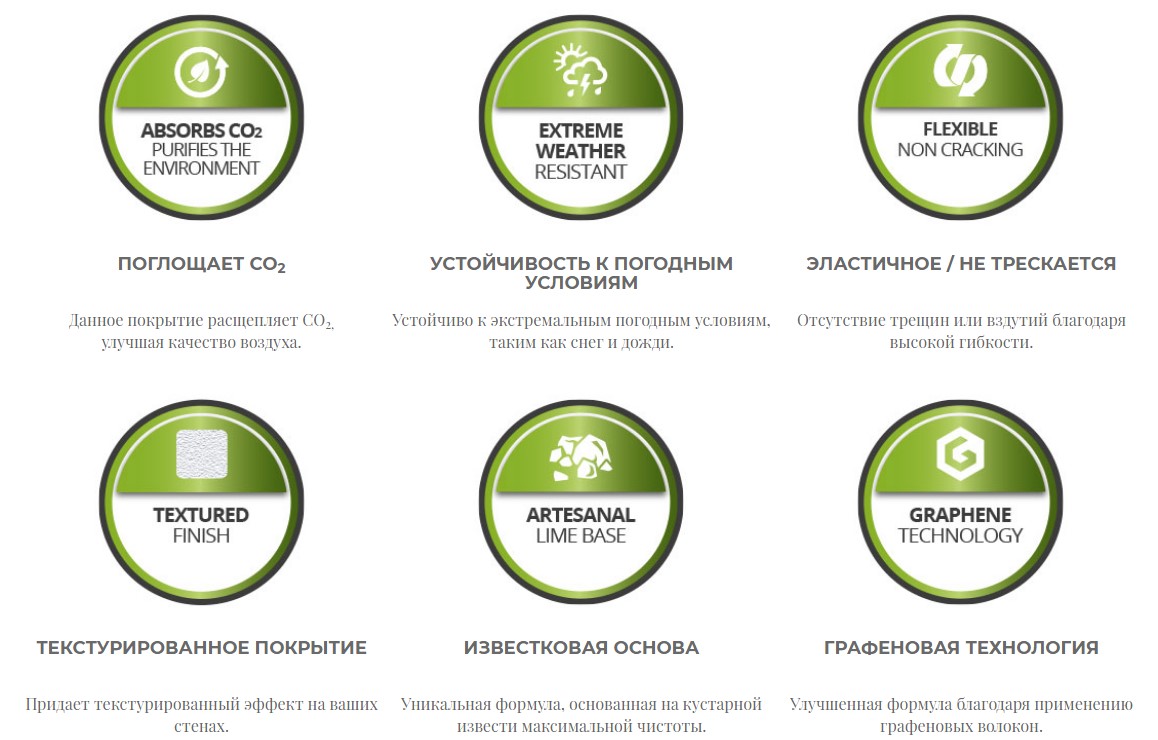 ABSORBS CO₂
PURIFIES THE
ENVIRONMENT
EXTREME
WEATHER
RESISTANT
FLEXIBLE
NON CRACKING
ПОГЛОЩАЕТ CO₂
УСТОЙЧИВОСТЬ К ПОГОДНЫМ
УСЛОВИЯМ
ЭЛАСТИЧНОЕ / НЕ ТРЕСКАЕТСЯ
Данное покрытие расщепляет CO₂,
улучшая качество воздуха.
Устойчиво к экстремальным погодным условиям,
таким как снег и дожди.
Отсутствие трещин или вздутий благодаря
высокой гибкости.
TEXTURED
FINISH
ARTESANAL
LIME BASE
GRAPHENE
TECHNOLOGY
ТЕКСТУРИРОВАННОЕ ПОКРЫТИЕ
ИЗВЕСТКОВАЯ ОСНОВА
ГРАФЕНОВАЯ ТЕХНОЛОГИЯ
Придает текстурированный эффект на ваших
стенах.
Уникальная формула, основанная на кустарной
извести максимальной чистоты.
Улучшенная формула благодаря применению
графеновых волокон.